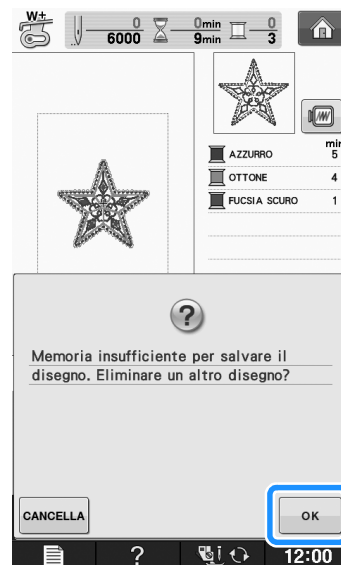 W+
0
6000
0min
9min
0
3
min
AZZURRO 5
OTTONE 4
FUCSIA SCURO 1
Memoria insufficiente per salvare il
disegno. Eliminare un altro disegno?
CANCELLA
OK
?
12:00